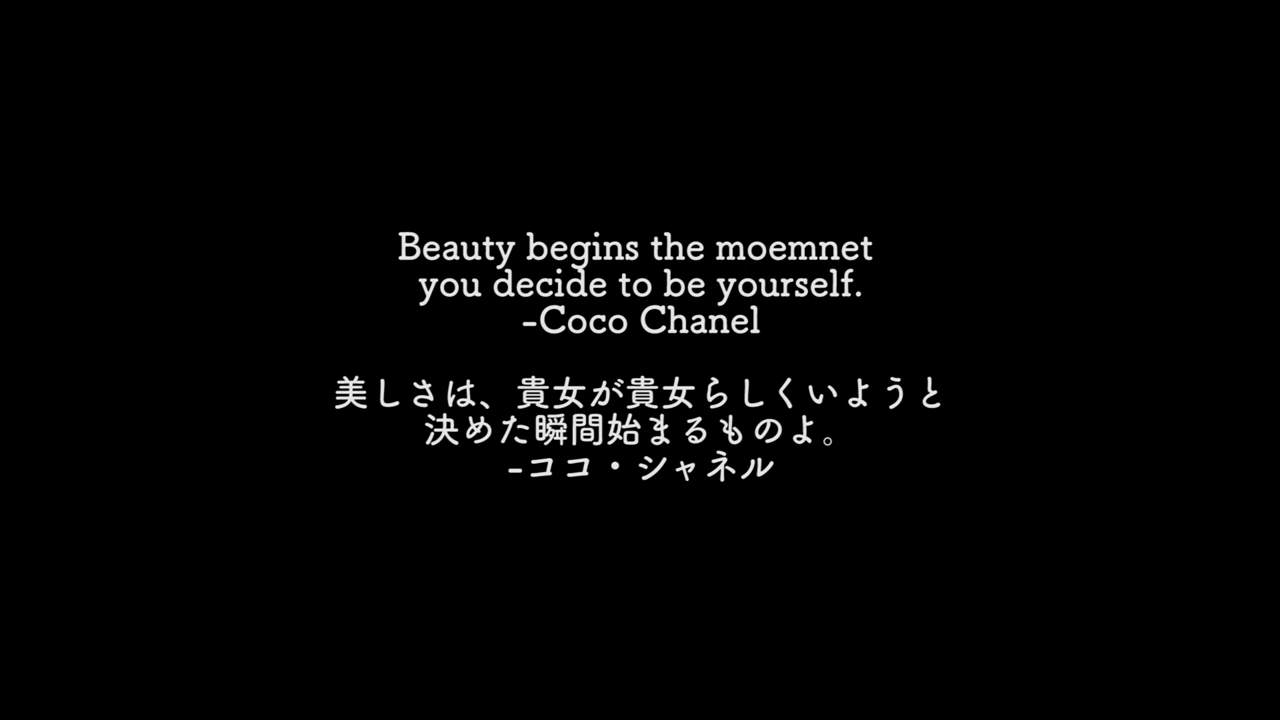 Beauty begins the moemnet
you decide to be yourself.
-Coco Chanel
美しさは、貴女が貴女らしくいようと
決めた瞬間始まるものよ。
-ココ・シャネル